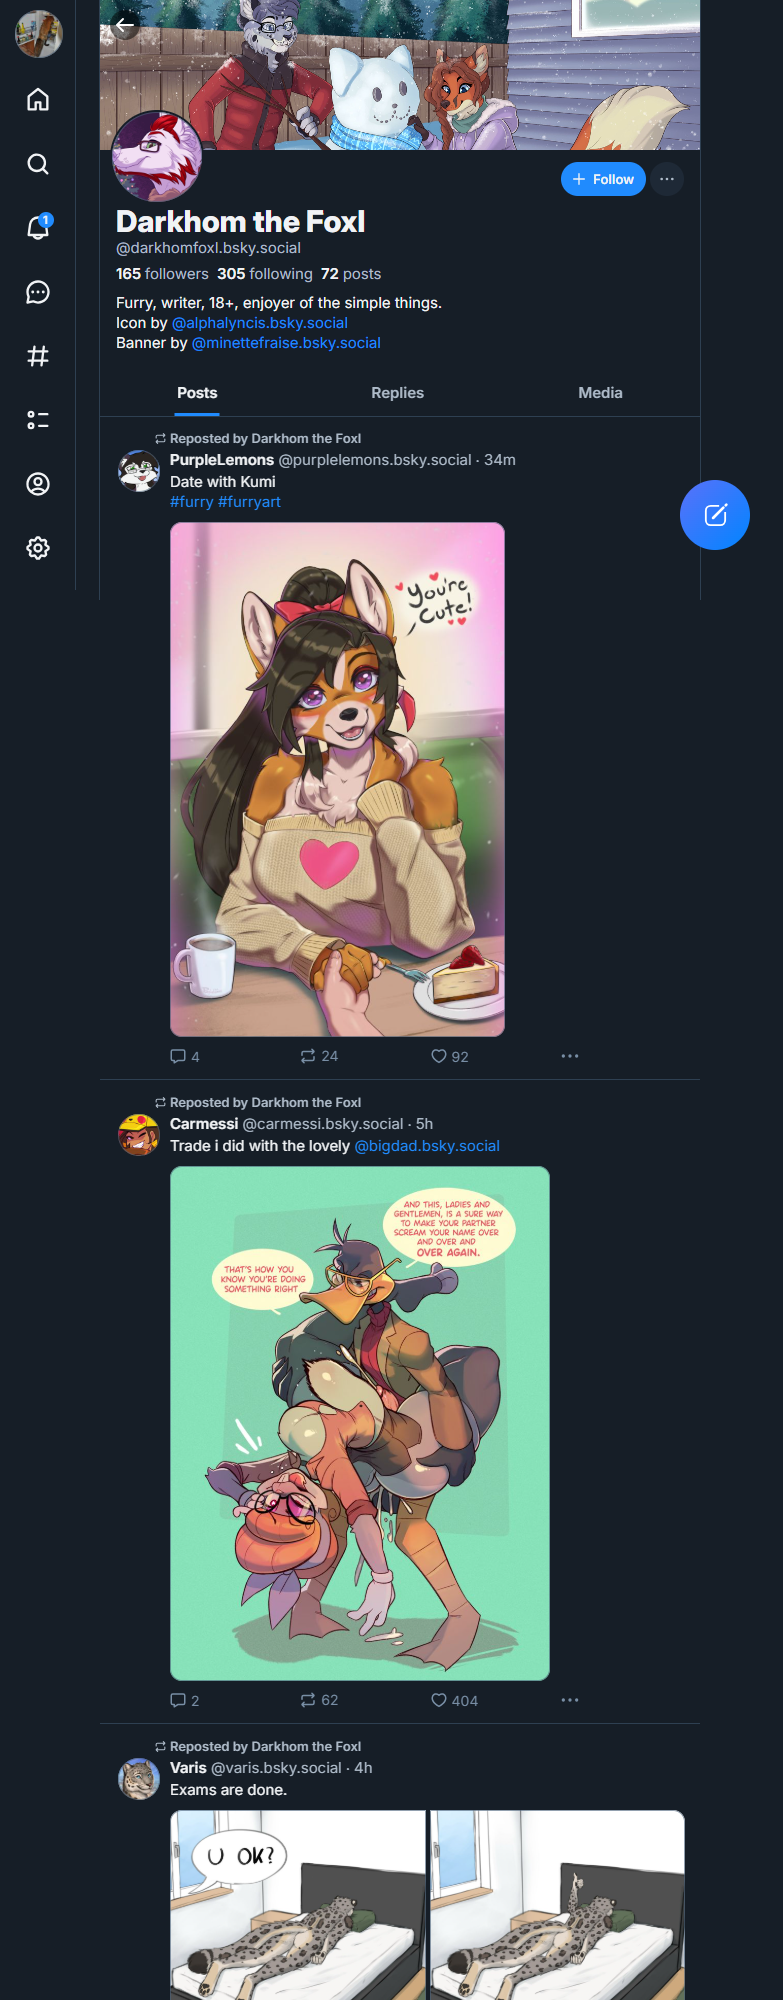 1
Follow
Darkhom the Foxl
@darkhomfoxl.bsky.social
165 followers 305 following 72 posts
Furry, writer, 18+, enjoyer of the simple things.
Icon by @alphalyncis.bsky.social
Banner by @minettefraise.bsky.social
Posts Replies Media
Reposted by Darkhom the Foxl
PurpleLemons @purplelemons.bsky.social · 34m
Date with Kumi
#furry #furryart
You're
Cute!
4 24 92
Reposted by Darkhom the Foxl
Carmessi @carmessi.bsky.social · 5h
Trade i did with the lovely @bigdad.bsky.social
AND THIS, LADIES AND
GENTLEMEN, IS A SURE WAY
TO MAKE YOUR PARTNER
SCREAM YOUR NAME OVER
AND OVER AND
OVER AGAIN.
THAT'S HOW YOU
KNOW YOU'RE DOING
SOMETHING RIGHT
2 62 404
Reposted by Darkhom the Foxl
Varis @varis.bsky.social · 4h
Exams are done.
U OK?